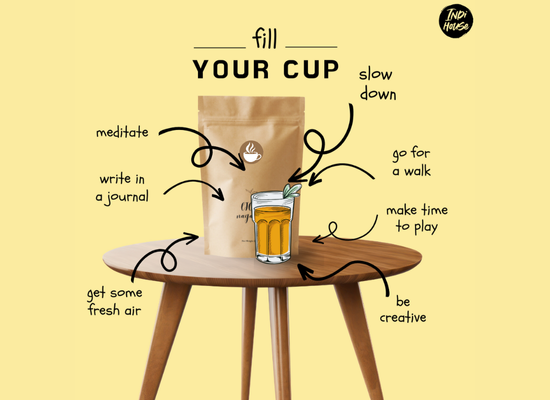 INDI
HOUSE
fill
YOUR CUP
slow
down
meditate
go for
a walk
write in
a journal
make time
to play
get some
fresh air
be
creative